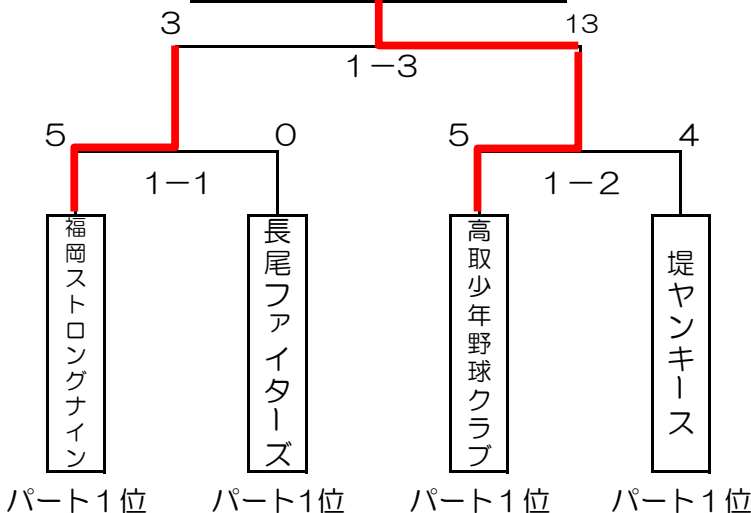 3 13
1−3
5 0 5 4
1−1 1−2
福岡ストロングナイン
長尾ファイターズ
高取少年野球クラブ
堤ヤンキース
パート1位 パート1位 パート1位 パート1位